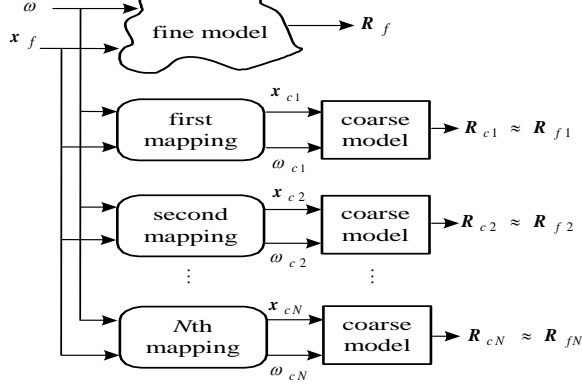 ω
x f
fine model
R f
first
mapping
x c1
ω c1
coarse
model
R c1 ≈ R f1
second
mapping
x c2
ω c2
coarse
model
R c2 ≈ R f2
⋮ ⋮
Nth
mapping
x cN
ω cN
coarse
model
R cN ≈ R fN